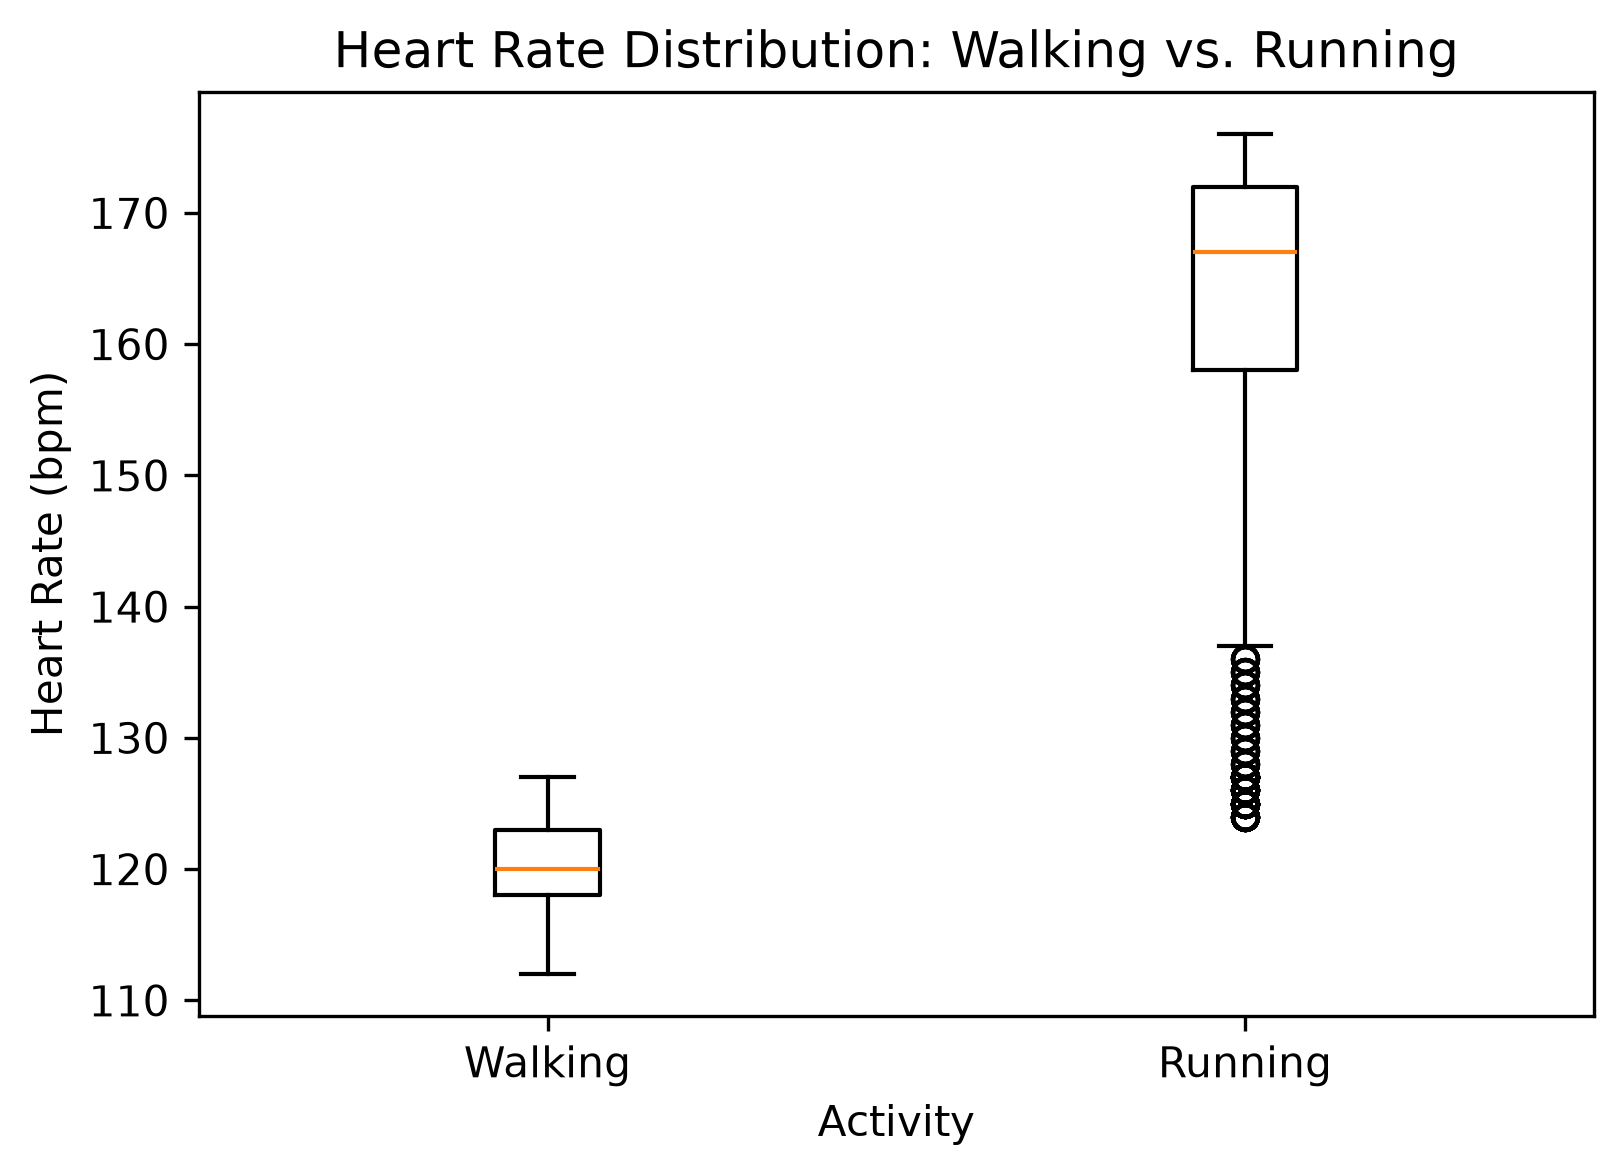 Heart Rate Distribution: Walking vs. Running
170
160
150
140
130
120
110
Heart Rate (bpm)
Walking
Running
Activity